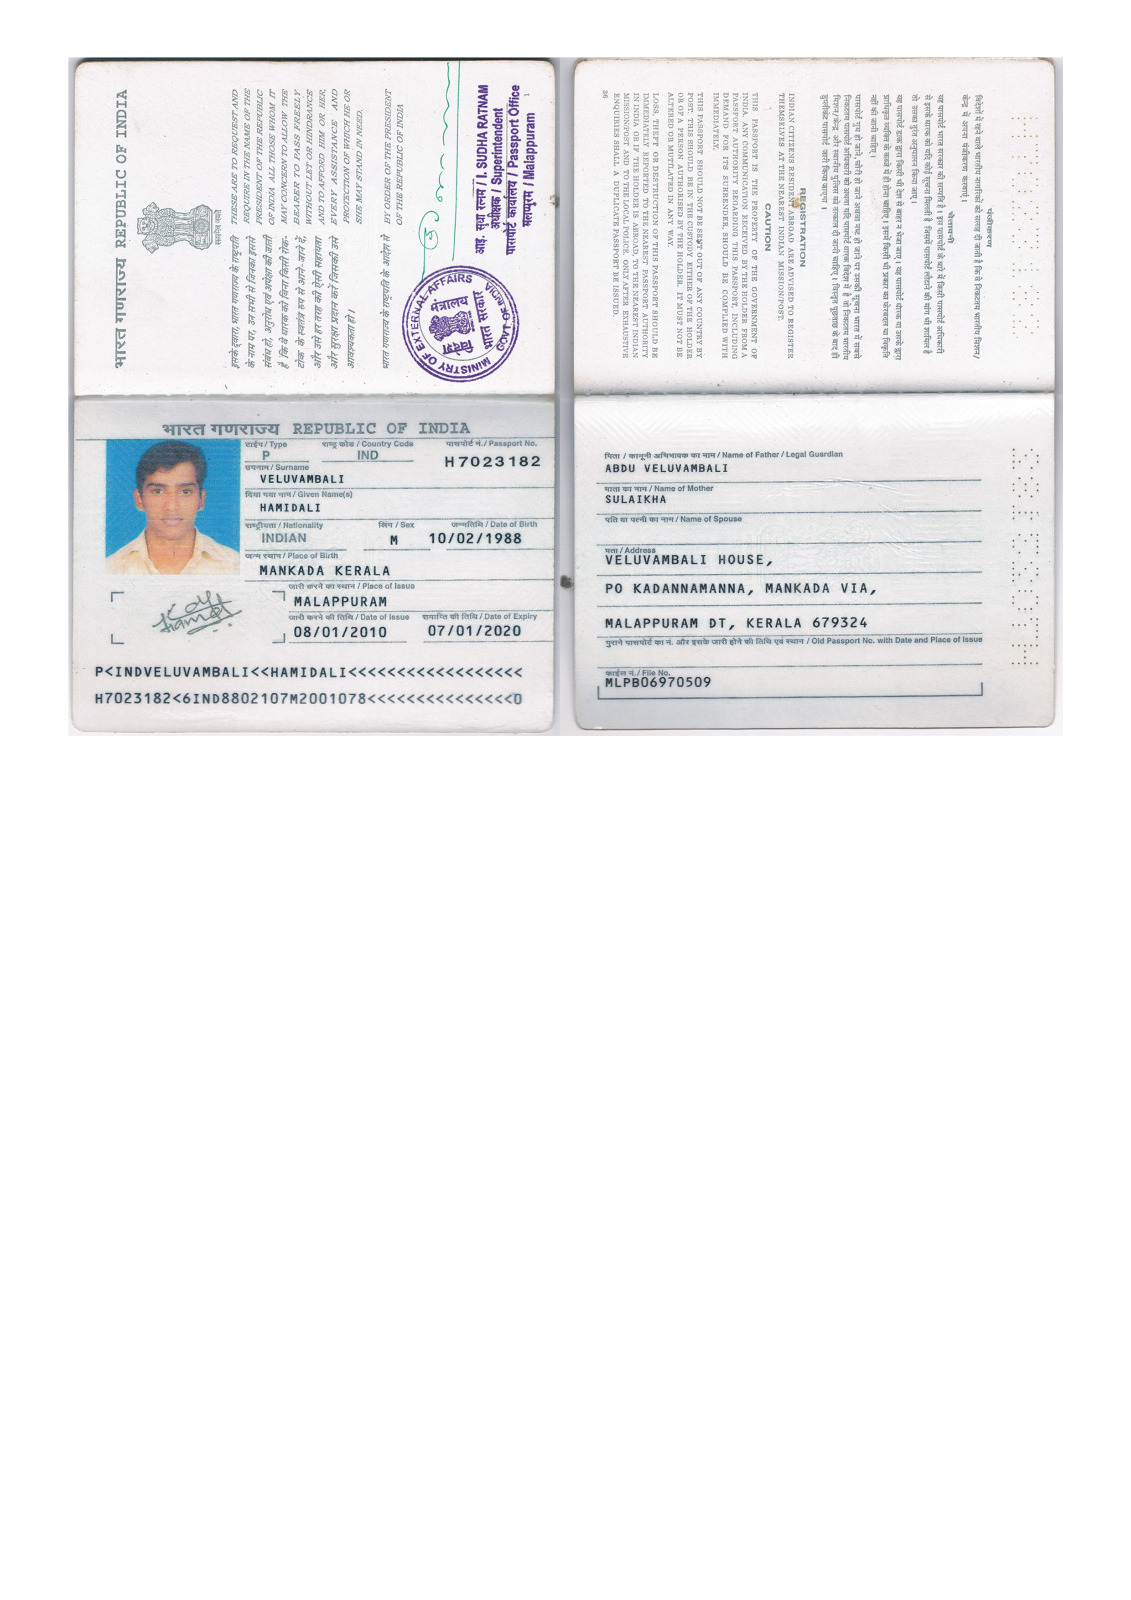 भारत गणराज्य REPUBLIC OF INDIA
सत्यमेव जयते
इसके द्वारा, भारत गणराज्य के राष्ट्रपति
के नाम पर, उन सभी से जिनका इससे
संबंध हो, अनुरोध एवं अपेक्षा की जाती
है कि वे धारक को बिना किसी रोक-
टोक के स्वतंत्र रूप से आने-जाने दें,
और उसे हर तरह की ऐसी सहायता
और सुरक्षा प्रदान करें जिसकी उसे
आवश्यकता हो।
भारत गणराज्य के राष्ट्रपति के आदेश से
THESE ARE TO REQUEST AND
REQUIRE IN THE NAME OF THE
PRESIDENT OF THE REPUBLIC
OF INDIA ALL THOSE WHOM IT
MAY CONCERN TO ALLOW THE
BEARER TO PASS FREELY
WITHOUT LET OR HINDRANCE,
AND TO AFFORD HIM OR HER,
EVERY ASSISTANCE AND
PROTECTION OF WHICH HE OR
SHE MAY STAND IN NEED.
BY ORDER OF THE PRESIDENT
OF THE REPUBLIC OF INDIA
आई. सुधा रत्नम / I. SUDHA RATNAM
अधीक्षक / Superintendent
पासपोर्ट कार्यालय / Passport Office
मलप्पुरम / Malappuram
1
MINISTRY OF EXTERNAL AFFAIRS
GOVT. OF INDIA
विदेश मंत्रालय
भारत सरकार
भारत गणराज्य REPUBLIC OF INDIA
टाईप / Type
राष्ट्र कोड / Country Code
पासपोर्ट नं. / Passport No.
P
IND
H7023182
उपनाम / Surname
VELUVAMBALI
दिया गया नाम / Given Name(s)
HAMIDALI
राष्ट्रीयता / Nationality
लिंग / Sex
जन्मतिथि / Date of Birth
INDIAN
M
10/02/1988
जन्म स्थान / Place of Birth
MANKADA KERALA
जारी करने का स्थान / Place of Issue
MALAPPURAM
जारी करने की तिथि / Date of Issue
समाप्ति की तिथि / Date of Expiry
08/01/2010
07/01/2020
P<INDVELUVAMBALI<<HAMIDALI<<<<<<<<<<<<<<<<<<
H7023182<6IND8802107M2001078<<<<<<<<<<<<<<<0
पंजीकरण
विदेशों में रहने वाले भारतीय नागरिकों को सलाह दी जाती है कि वे निकटतम भारतीय मिशन/
केन्द्र में अपना पंजीकरण करवाएं।
चेतावनी
REGISTRATION
INDIAN CITIZENS RESIDENT ABROAD ARE ADVISED TO REGISTER
THEMSELVES AT THE NEAREST INDIAN MISSION/POST.
CAUTION
THIS PASSPORT IS THE PROPERTY OF THE GOVERNMENT OF
INDIA. ANY COMMUNICATION RECEIVED BY THE HOLDER FROM A
PASSPORT AUTHORITY REGARDING THIS PASSPORT, INCLUDING
DEMAND FOR ITS SURRENDER, SHOULD BE COMPLIED WITH
IMMEDIATELY.
THIS PASSPORT SHOULD NOT BE SENT OUT OF ANY COUNTRY BY
POST. THIS SHOULD BE IN THE CUSTODY EITHER OF THE HOLDER
OR OF A PERSON AUTHORISED BY THE HOLDER. IT MUST NOT BE
ALTERED OR MUTILATED IN ANY WAY.
LOSS, THEFT OR DESTRUCTION OF THIS PASSPORT SHOULD BE
IMMEDIATELY REPORTED TO THE NEAREST PASSPORT AUTHORITY
IN INDIA OR IF THE HOLDER IS ABROAD, TO THE NEAREST INDIAN
MISSION/POST AND TO THE LOCAL POLICE. ONLY AFTER EXHAUSTIVE
ENQUIRIES SHALL A DUPLICATE PASSPORT BE ISSUED.
36
पिता / कानूनी अभिभावक का नाम / Name of Father / Legal Guardian
ABDU VELUVAMBALI
माता का नाम / Name of Mother
SULAIKHA
पति या पत्नी का नाम / Name of Spouse
पता / Address
VELUVAMBALI HOUSE,
PO KADANNAMANNA, MANKADA VIA,
MALAPPURAM DT, KERALA 679324
पुराने पासपोर्ट का नं. और इसके जारी होने की तिथि एवं स्थान / Old Passport No. with Date and Place of Issue
फाईल नं. / File No.
MLPB06970509